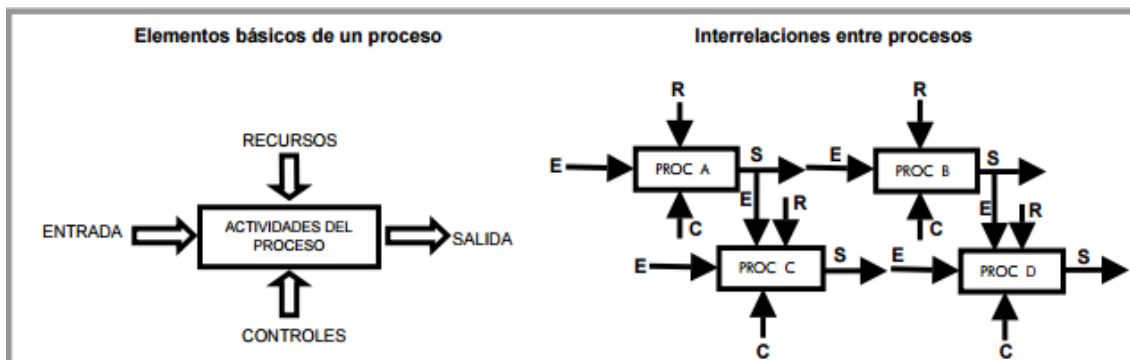 Elementos básicos de un proceso
RECURSOS
ENTRADA
ACTIVIDADES DEL
PROCESO
SALIDA
CONTROLES
Interrelaciones entre procesos
R
R
E
PROC A
S
E
PROC B
S
E
R
E
R
C
C
E
PROC C
S
E
PROC D
S
C
C